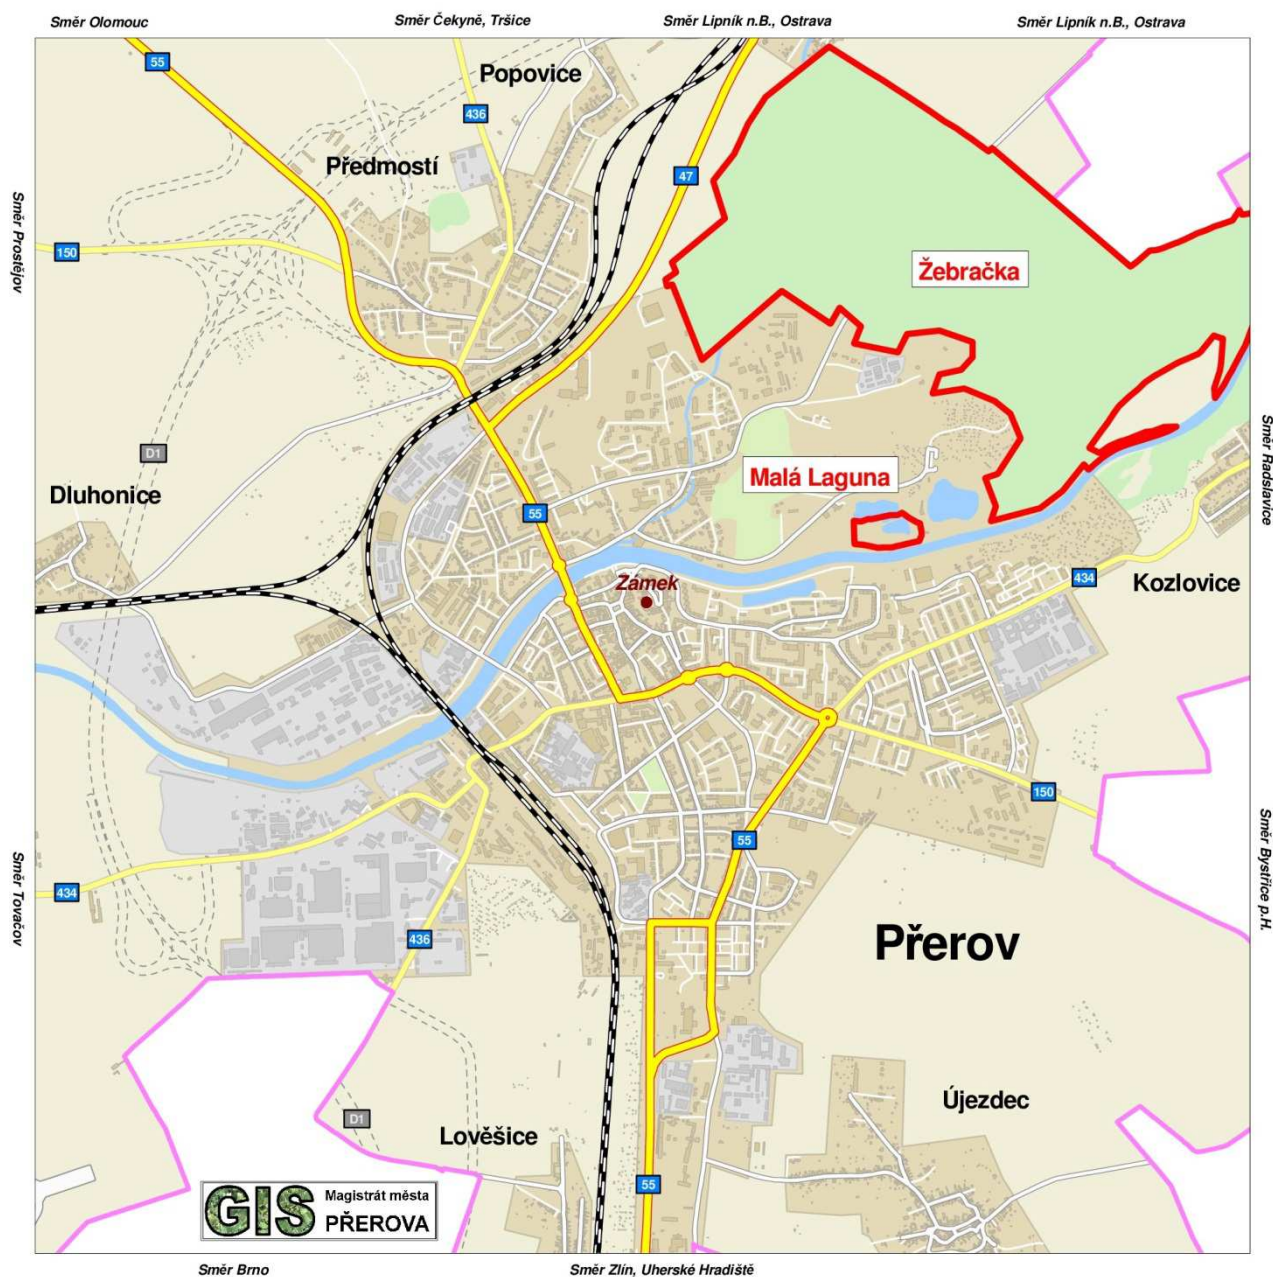 Směr Olomouc
Směr Čekyně, Tršice
Směr Lipník n.B., Ostrava
Směr Lipník n.B., Ostrava
55
Popovice
436
Předmostí
47
Směr Prostějov
150
Žebračka
D1
Malá Laguna
Směr Radslavice
Dluhonice
55
Zámek
434
Kozlovice
150
55
Směr Bystřice p.H.
Směr Tovačov
434
436
Přerov
Újezdec
D1
Lověšice
55
GIS
Magistrát města
PŘEROVA
Směr Brno
Směr Zlín, Uherské Hradiště